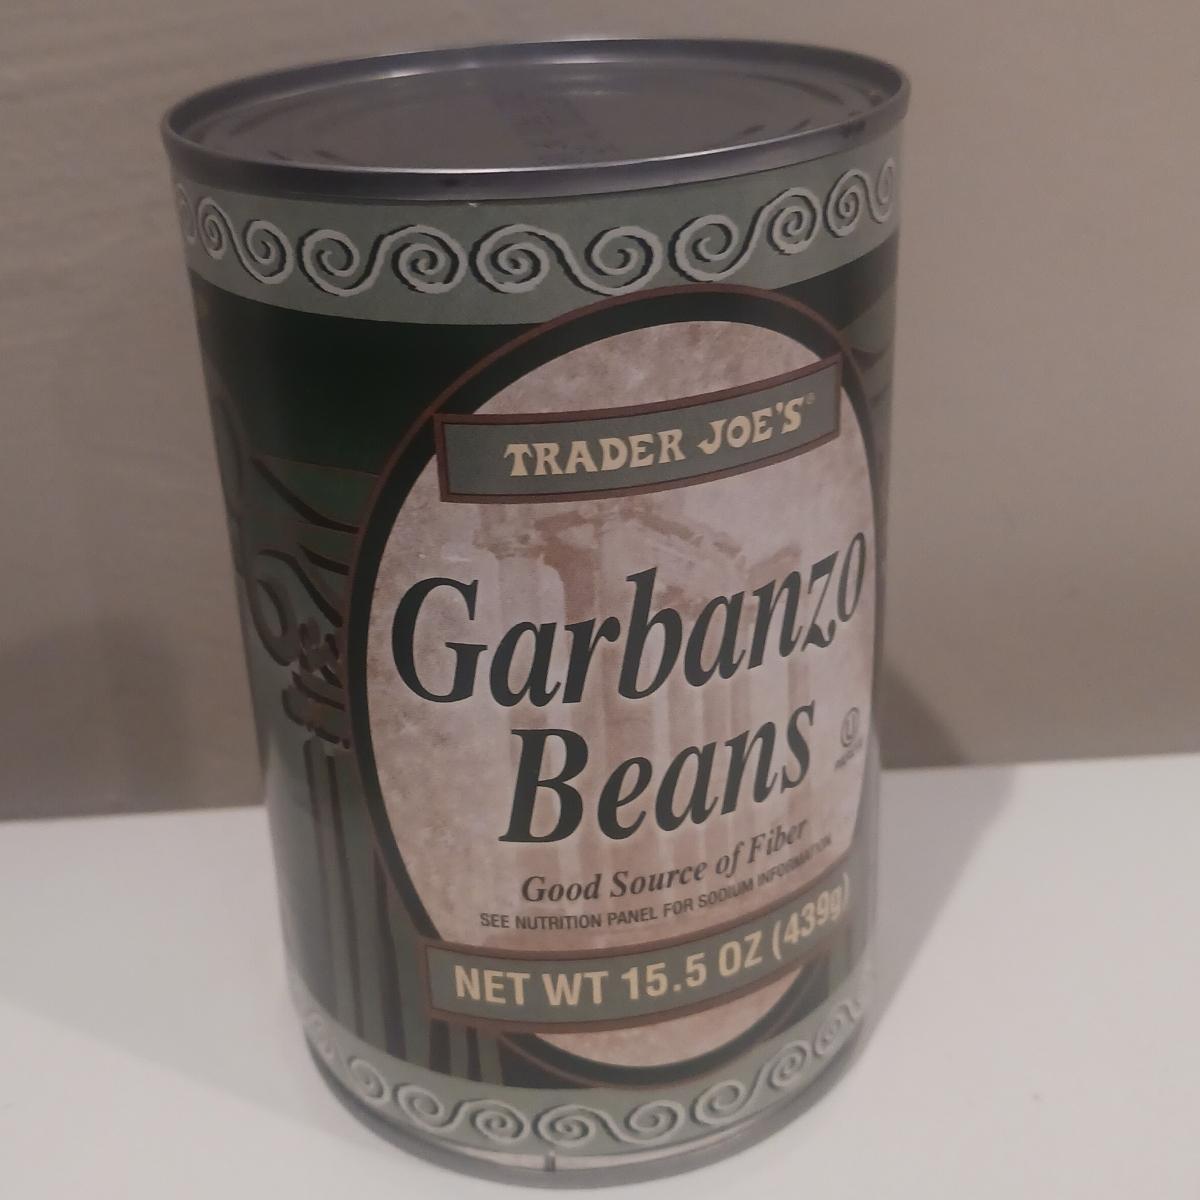 TRADER JOE'S®
Garbanzo
Beans
Good Source of Fiber
SEE NUTRITION PANEL FOR SODIUM INFORMATION
NET WT 15.5 OZ (439g)